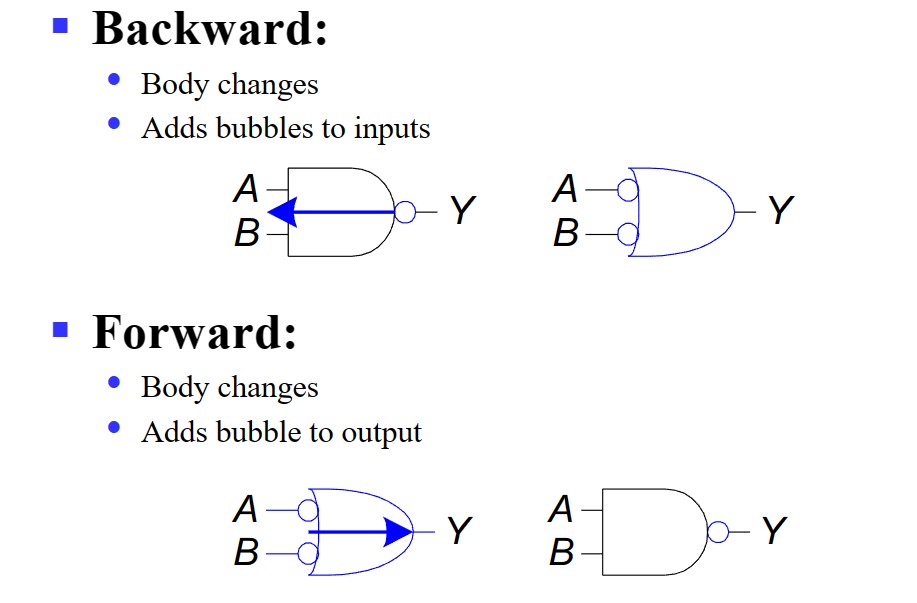 Backward:
Body changes
Adds bubbles to inputs
A
B
Y
A
B
Y
Forward:
Body changes
Adds bubble to output
A
B
Y
A
B
Y